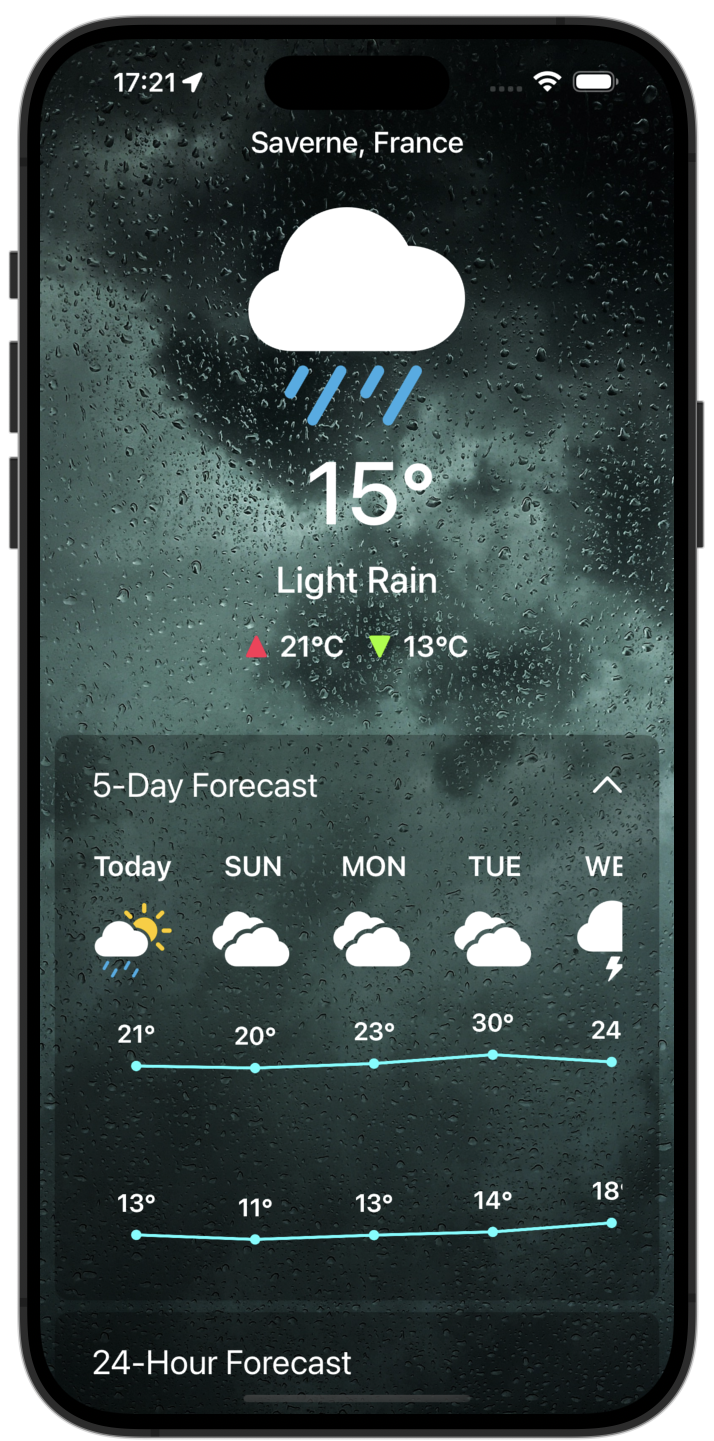 17:21
Saverne, France
15°
Light Rain
21°C 13°C
5-Day Forecast
Today SUN MON TUE WE
21° 20° 23° 30° 24
13° 11° 13° 14° 18°
24-Hour Forecast